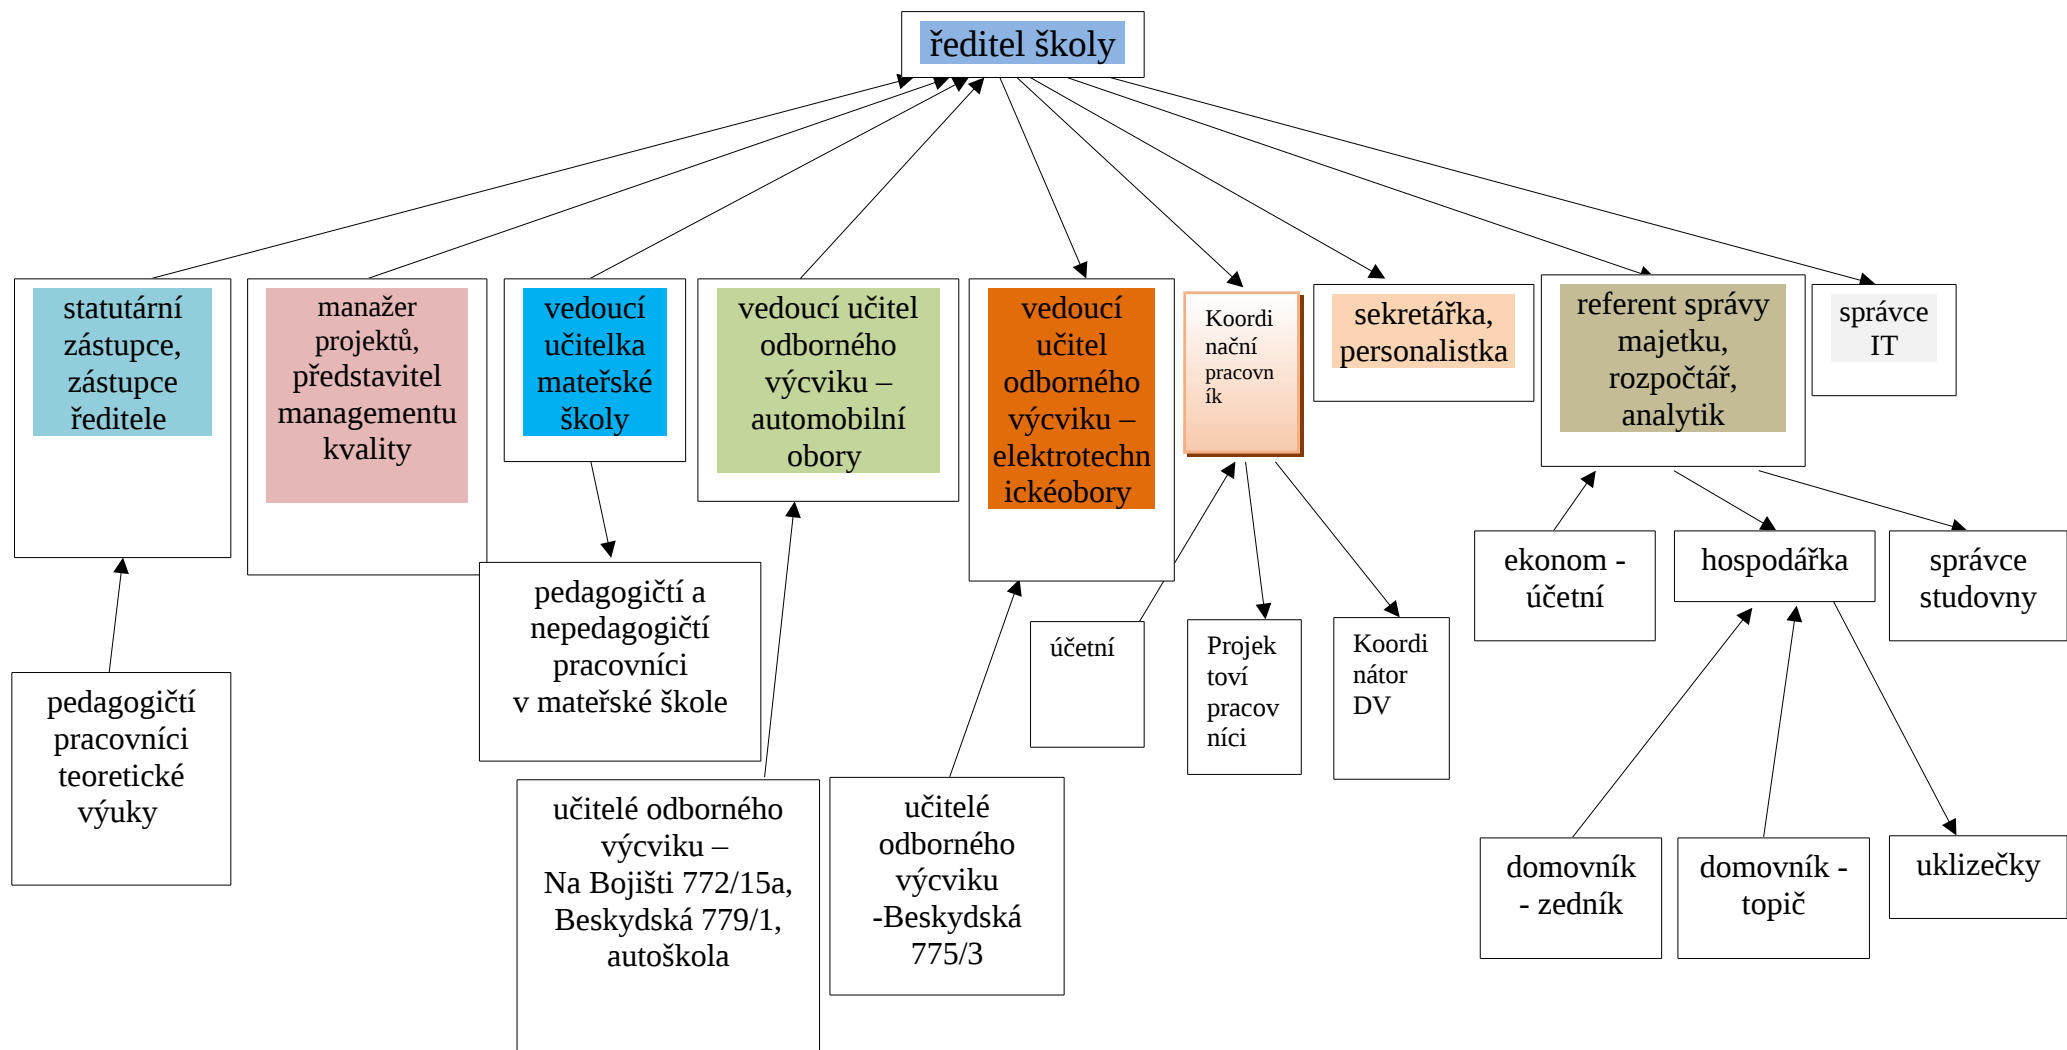 ředitel školy
statutární
zástupce,
zástupce
ředitele
manažer
projektů,
představitel
managementu
kvality
vedoucí
učitelka
mateřské
školy
vedoucí učitel
odborného
výcviku –
automobilní
obory
vedoucí
učitel
odborného
výcviku –
elektrotechn
ickéobory
Koordi
nační
pracovn
ík
sekretářka,
personalistka
referent správy
majetku,
rozpočtář,
analytik
správce
IT
pedagogičtí
pracovníci
teoretické
výuky
pedagogičtí a
nepedagogičtí
pracovníci
v mateřské škole
učitelé odborného
výcviku –
Na Bojišti 772/15a,
Beskydská 779/1,
autoškola
učitelé
odborného
výcviku
-Beskydská
775/3
účetní
Projek
toví
pracov
níci
Koordi
nátor
DV
ekonom -
účetní
hospodářka
správce
studovny
domovník
- zedník
domovník -
topič
uklizečky